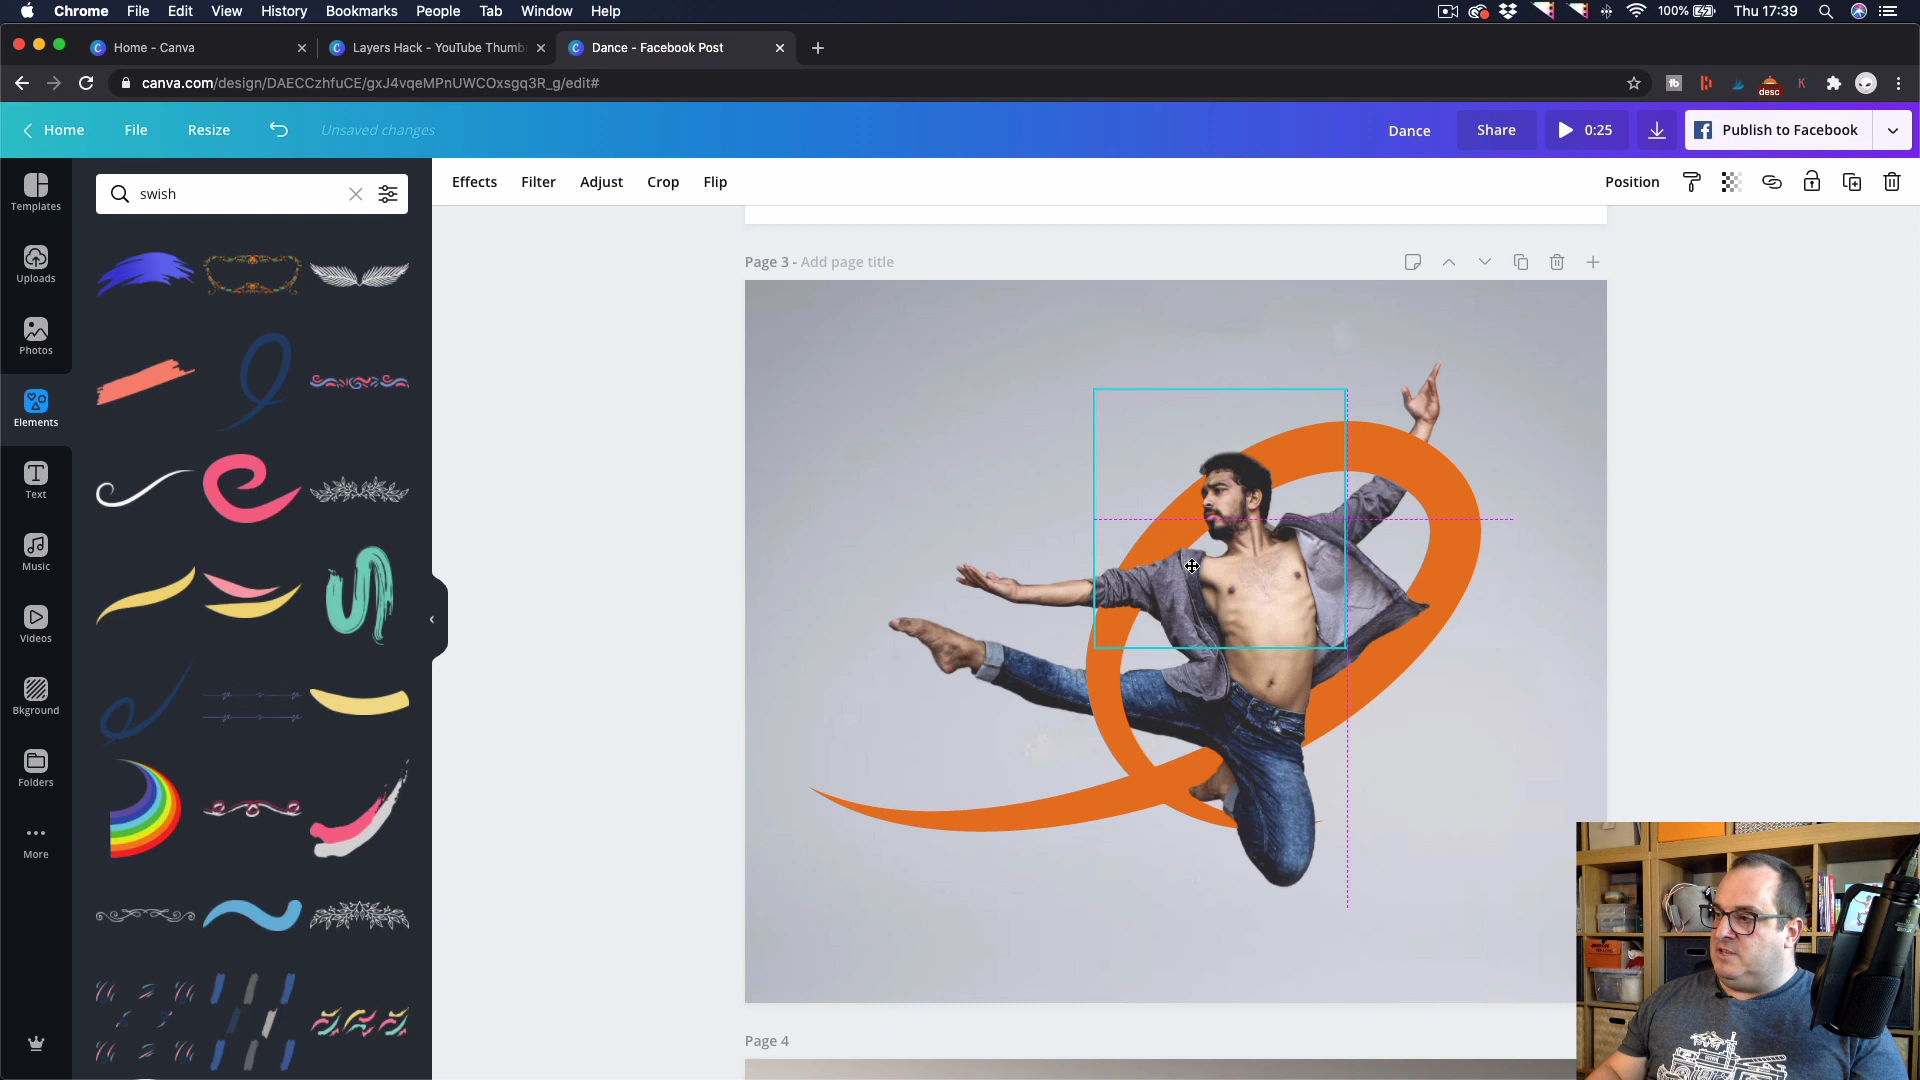 Chrome File Edit View History Bookmarks People Tab Window Help
100% Thu 17:39
Home - Canva
Layers Hack - YouTube Thumb
Dance - Facebook Post
canva.com/design/DAECCzhfuCE/gxJ4vqeMPnUWCOxsgq3R_g/edit#
desc
Home File Resize Unsaved changes
Dance Share 0:25 Publish to Facebook
Templates
Uploads
Photos
Elements
Text
Music
Videos
Bkground
Folders
More
swish
Effects Filter Adjust Crop Flip
Position
Page 3 - Add page title
Page 4